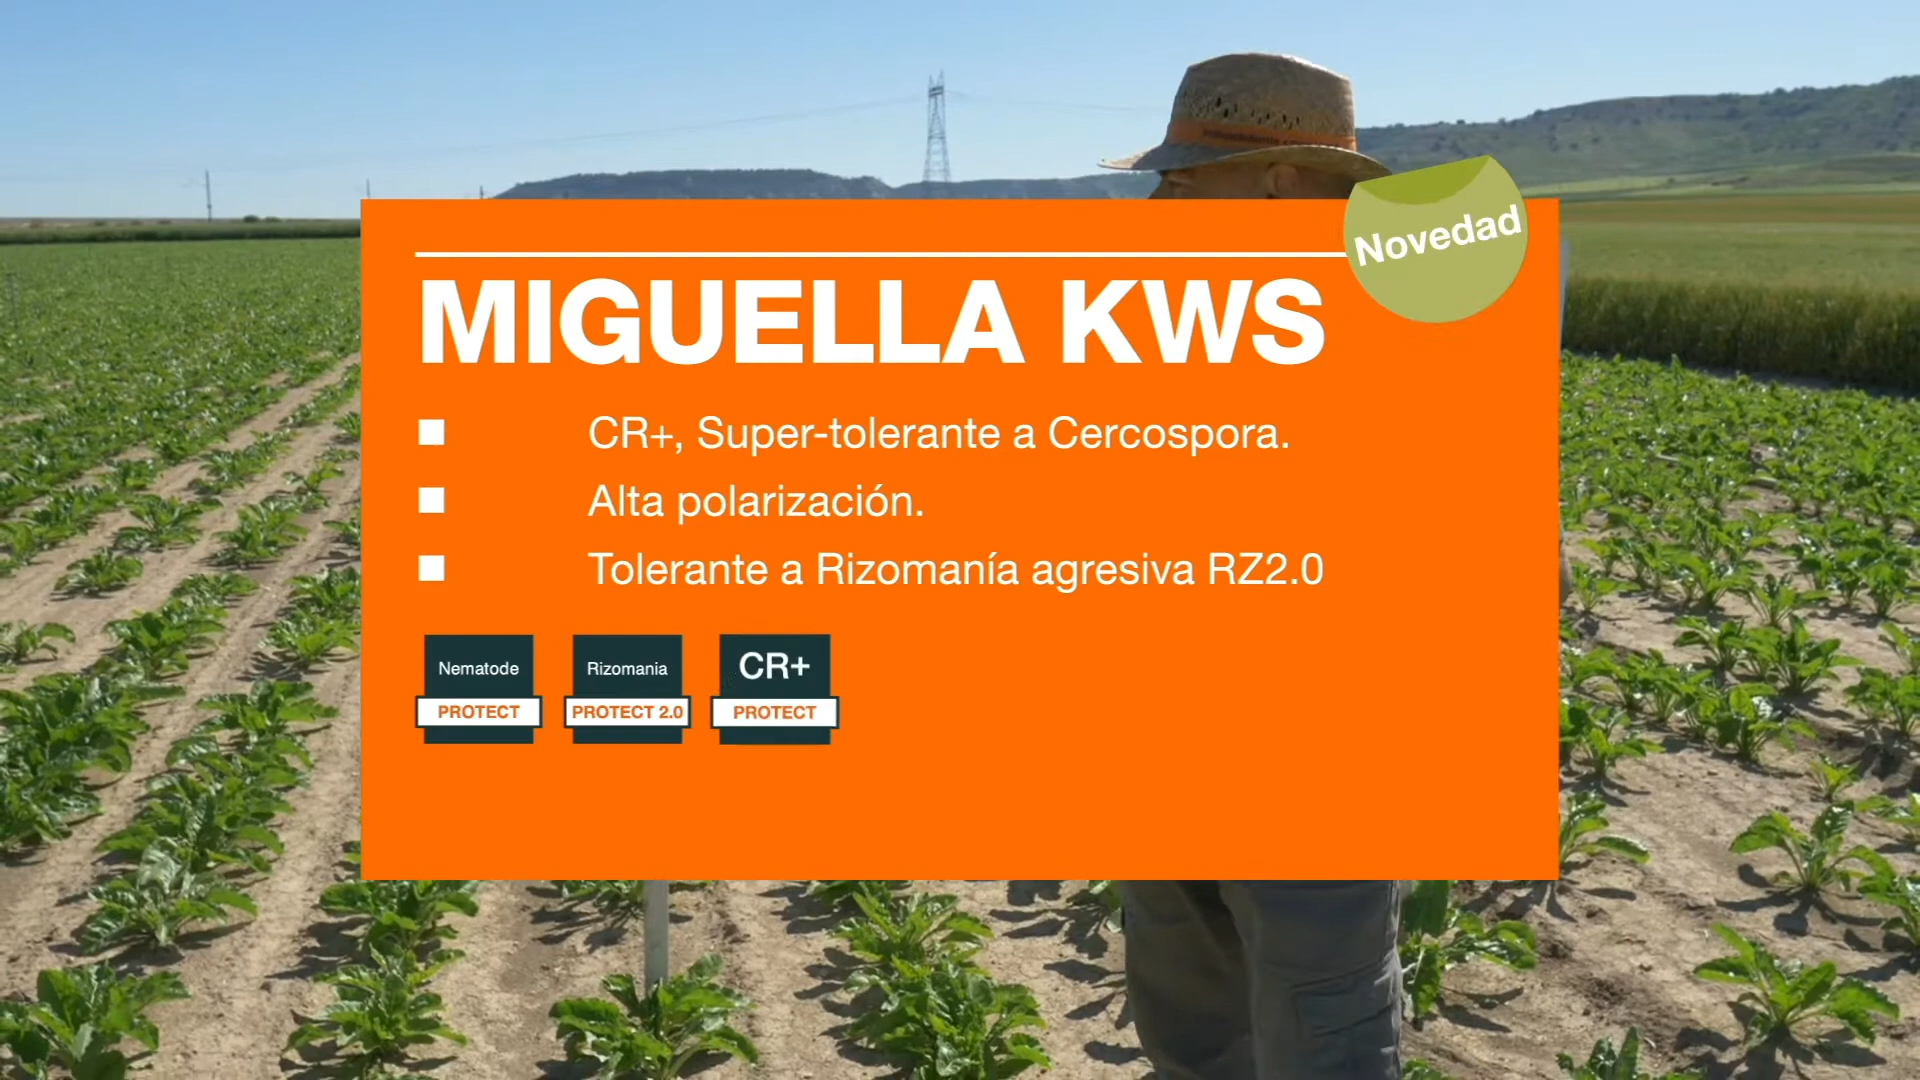 Novedad
MIGUELLA KWS
CR+, Super-tolerante a Cercospora.
Alta polarización.
Tolerante a Rizomanía agresiva RZ2.0
Nematode
PROTECT
Rizomania
PROTECT 2.0
CR+
PROTECT